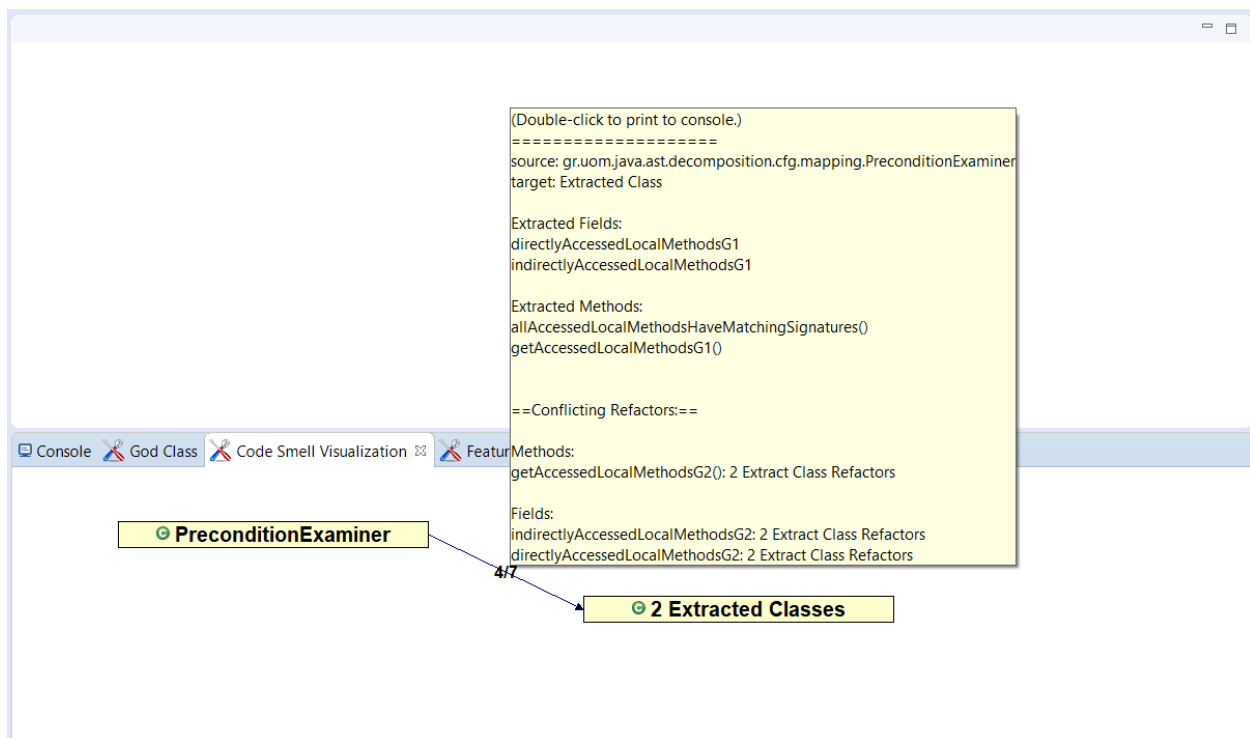 (Double-click to print to console.)
====================
source: gr.uom.java.ast.decomposition.cfg.mapping.PreconditionExaminer
target: Extracted Class
Extracted Fields:
directlyAccessedLocalMethodsG1
indirectlyAccessedLocalMethodsG1
Extracted Methods:
allAccessedLocalMethodsHaveMatchingSignatures()
getAccessedLocalMethodsG1()
==Conflicting Refactors:==
Console God Class Code Smell Visualization Featur
Methods:
getAccessedLocalMethodsG2(): 2 Extract Class Refactors
Fields:
indirectlyAccessedLocalMethodsG2: 2 Extract Class Refactors
directlyAccessedLocalMethodsG2: 2 Extract Class Refactors
PreconditionExaminer
4/7
2 Extracted Classes